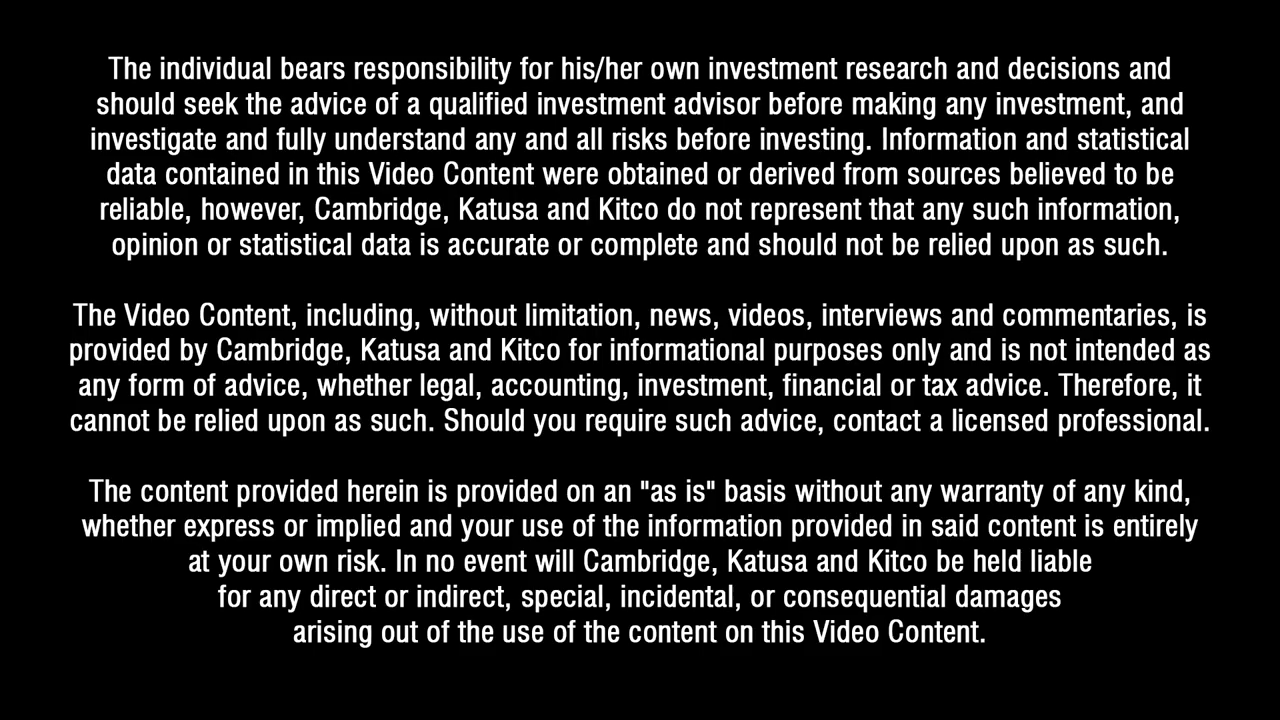 The individual bears responsibility for his/her own investment research and decisions and
should seek the advice of a qualified investment advisor before making any investment, and
investigate and fully understand any and all risks before investing. Information and statistical
data contained in this Video Content were obtained or derived from sources believed to be
reliable, however, Cambridge, Katusa and Kitco do not represent that any such information,
opinion or statistical data is accurate or complete and should not be relied upon as such.
The Video Content, including, without limitation, news, videos, interviews and commentaries, is
provided by Cambridge, Katusa and Kitco for informational purposes only and is not intended as
any form of advice, whether legal, accounting, investment, financial or tax advice. Therefore, it
cannot be relied upon as such. Should you require such advice, contact a licensed professional.
The content provided herein is provided on an "as is" basis without any warranty of any kind,
whether express or implied and your use of the information provided in said content is entirely
at your own risk. In no event will Cambridge, Katusa and Kitco be held liable
for any direct or indirect, special, incidental, or consequential damages
arising out of the use of the content on this Video Content.